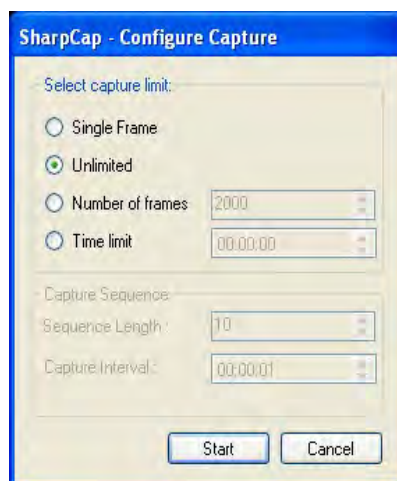 SharpCap - Configure Capture
Select capture limit:
Single Frame
Unlimited
Number of frames 2000
Time limit 00:00:00
Capture Sequence
Sequence Length : 10
Capture Interval : 00:00:01
Start Cancel